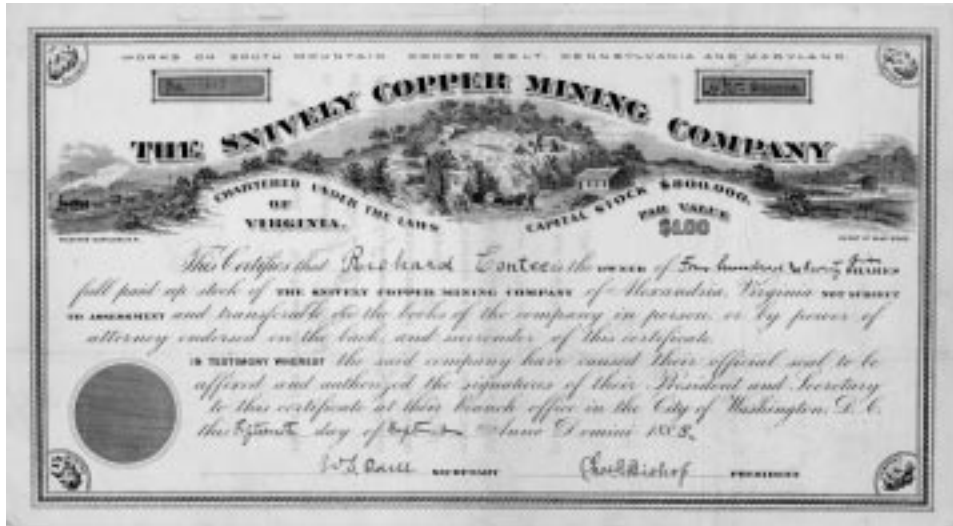 WORKS ON SOUTH MOUNTAIN COPPER BELT, PENNSYLVANIA AND MARYLAND
No.
THE SNIVELY COPPER MINING COMPANY
CHARTERED UNDER THE LAWS
OF
VIRGINIA.
CAPITAL STOCK $800,000.
PAR VALUE
$1.00
This Certifies that Richard Contee is the OWNER of Four hundred & twenty SHARES
full paid up stock of THE SNIVELY COPPER MINING COMPANY of Alexandria, Virginia NOT SUBJECT
TO ASSESSMENT and transferable on the books of the company in person, or by power of
attorney endorsed on the back, and surrender of this certificate.
IN TESTIMONY WHEREOF the said company have caused their official seal to be
affixed and authorized the signatures of their President and Secretary
to this certificate at their branch office in the City of Washington, D. C.
this day of Anno Domini 188
SECRETARY
PRESIDENT